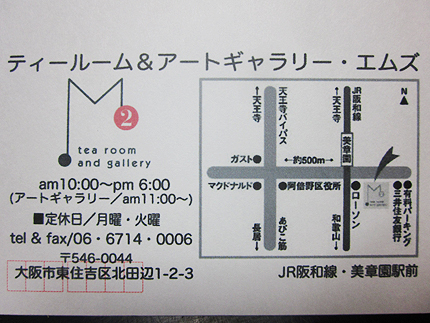 ティールーム&アートギャラリー・エムズ
M2
tea room
and gallery
am10:00〜pm 6:00
(アートギャラリー/am11:00〜)
■定休日/月曜・火曜
tel & fax/06・6714・0006
〒546-0044
大阪市東住吉区北田辺1-2-3
←天王寺
天王寺バイパス
←天王寺
JR阪和線
N
美章園
ガスト
←約500m→
マクドナルド
阿倍野区役所
ローソン
M2
有料パーキング
三井住友銀行
長居→
あびこ筋
和歌山→
JR阪和線・美章園駅前